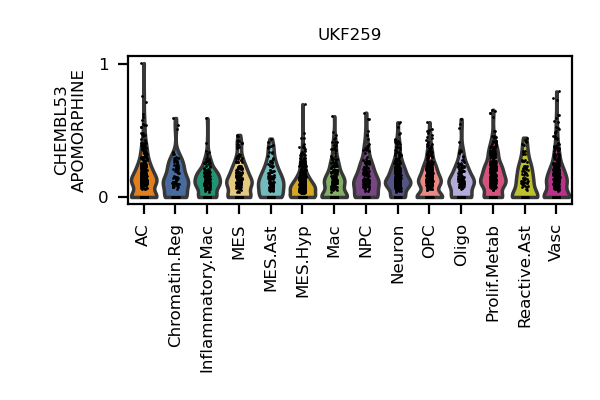 UKF259
CHEMBL53
APOMORPHINE
1
0
AC
Chromatin.Reg
Inflammatory.Mac
MES
MES.Ast
MES.Hyp
Mac
NPC
Neuron
OPC
Oligo
Prolif.Metab
Reactive.Ast
Vasc